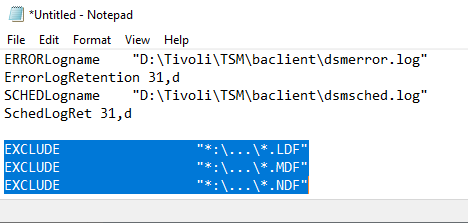 *Untitled - Notepad
File Edit Format View Help
ERRORLogname "D:\Tivoli\TSM\baclient\dsmerror.log"
ErrorLogRetention 31,d
SCHEDLogname "D:\Tivoli\TSM\baclient\dsmsched.log"
SchedLogRet 31,d
EXCLUDE "*:\...\*.LDF"
EXCLUDE "*:\...\*.MDF"
EXCLUDE "*:\...\*.NDF"